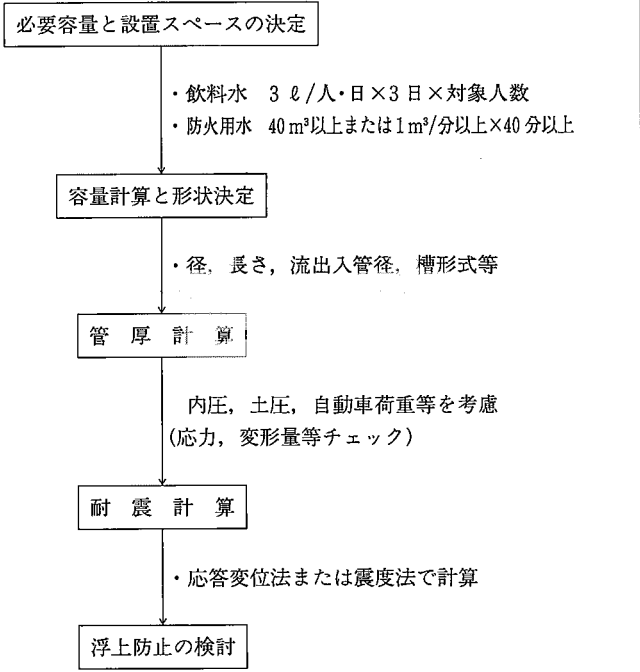 必要容量と設置スペースの決定
・飲料水 3ℓ/人・日×3日×対象人数
・防火用水 40m³以上または1m³/分以上×40分以上
容量計算と形状決定
・径，長さ，流出入管径，槽形式等
管厚計算
内圧，土圧，自動車荷重等を考慮
(応力，変形量等チェック)
耐震計算
・応答変位法または震度法で計算
浮上防止の検討